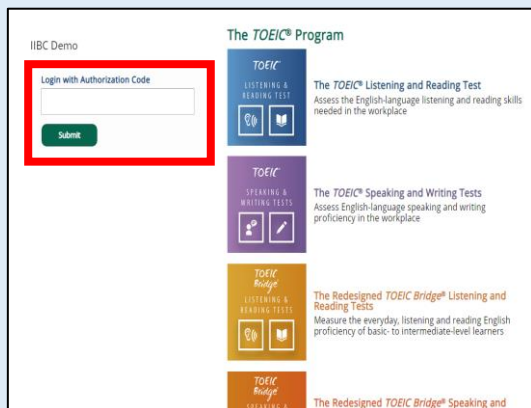 IIBC Demo
Login with Authorization Code
Submit
The TOEIC® Program
TOEIC
LISTENING &
READING TEST
The TOEIC® Listening and Reading Test
Assess the English-language listening and reading skills
needed in the workplace
TOEIC
SPEAKING &
WRITING TESTS
The TOEIC® Speaking and Writing Tests
Assess English-language speaking and writing
proficiency in the workplace
TOEIC
Bridge
LISTENING &
READING TESTS
The Redesigned TOEIC Bridge® Listening and
Reading Tests
Measure the everyday, listening and reading English
proficiency of basic- to intermediate-level learners
TOEIC
Bridge
SPEAKING &
The Redesigned TOEIC Bridge® Speaking and